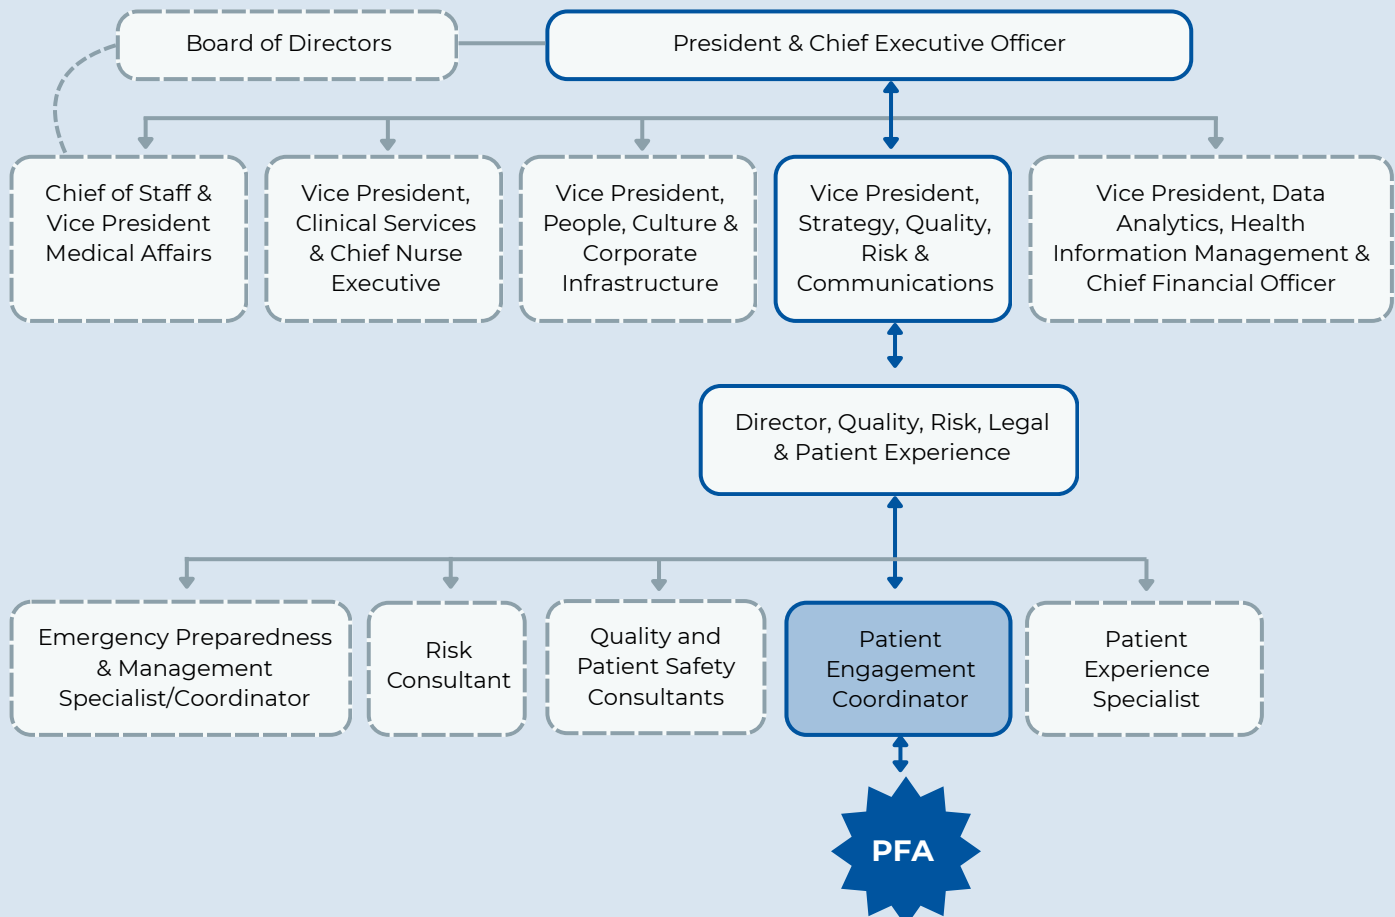 Board of Directors
President & Chief Executive Officer
Chief of Staff &
Vice President
Medical Affairs
Vice President,
Clinical Services
& Chief Nurse
Executive
Vice President,
People, Culture &
Corporate
Infrastructure
Vice President,
Strategy, Quality,
Risk &
Communications
Vice President, Data
Analytics, Health
Information Management &
Chief Financial Officer
Director, Quality, Risk, Legal
& Patient Experience
Emergency Preparedness
& Management
Specialist/Coordinator
Risk
Consultant
Quality and
Patient Safety
Consultants
Patient
Engagement
Coordinator
Patient
Experience
Specialist
PFA